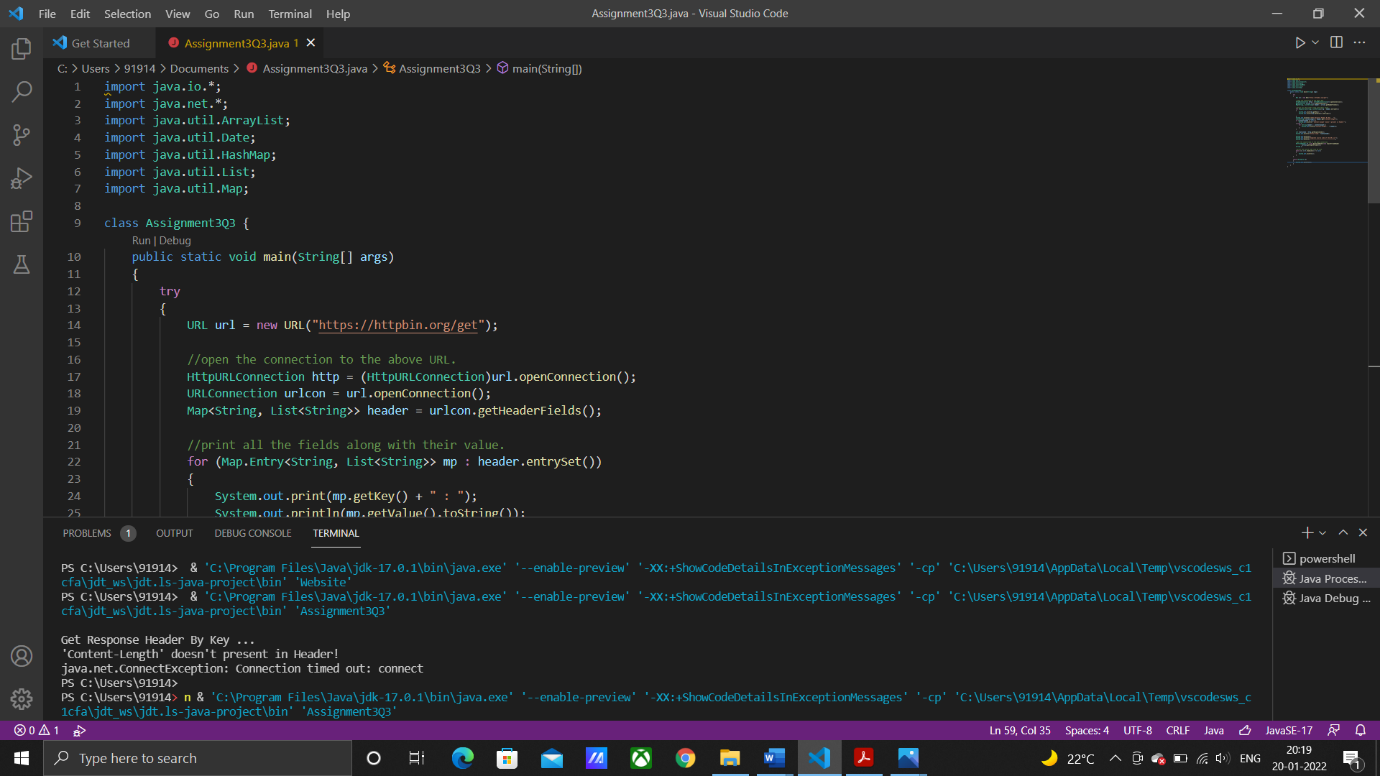 File Edit Selection View Go Run Terminal Help
Assignment3Q3.java - Visual Studio Code
Get Started
Assignment3Q3.java 1
C: > Users > 91914 > Documents > Assignment3Q3.java > Assignment3Q3 > main(String[])
1 import java.io.*;
2 import java.net.*;
3 import java.util.ArrayList;
4 import java.util.Date;
5 import java.util.HashMap;
6 import java.util.List;
7 import java.util.Map;
8
9 class Assignment3Q3 {
Run | Debug
10 public static void main(String[] args)
11 {
12 try
13 {
14 URL url = new URL("https://httpbin.org/get");
15
16 //open the connection to the above URL.
17 HttpURLConnection http = (HttpURLConnection)url.openConnection();
18 URLConnection urlcon = url.openConnection();
19 Map<String, List<String>> header = urlcon.getHeaderFields();
20
21 //print all the fields along with their value.
22 for (Map.Entry<String, List<String>> mp : header.entrySet())
23 {
24 System.out.print(mp.getKey() + " : ");
25 System.out.println(mp.getValue().toString());
PROBLEMS 1 OUTPUT DEBUG CONSOLE TERMINAL
PS C:\Users\91914> & 'C:\Program Files\Java\jdk-17.0.1\bin\java.exe' '--enable-preview' '-XX:+ShowCodeDetailsInExceptionMessages' '-cp' 'C:\Users\91914\AppData\Local\Temp\vscodesws_c1
cfa\jdt_ws\jdt.ls-java-project\bin' 'Website'
PS C:\Users\91914> & 'C:\Program Files\Java\jdk-17.0.1\bin\java.exe' '--enable-preview' '-XX:+ShowCodeDetailsInExceptionMessages' '-cp' 'C:\Users\91914\AppData\Local\Temp\vscodesws_c1
cfa\jdt_ws\jdt.ls-java-project\bin' 'Assignment3Q3'
Get Response Header By Key ...
'Content-Length' doesn't present in Header!
java.net.ConnectException: Connection timed out: connect
PS C:\Users\91914>
PS C:\Users\91914> n & 'C:\Program Files\Java\jdk-17.0.1\bin\java.exe' '--enable-preview' '-XX:+ShowCodeDetailsInExceptionMessages' '-cp' 'C:\Users\91914\AppData\Local\Temp\vscodesws_c
1cfa\jdt_ws\jdt.ls-java-project\bin' 'Assignment3Q3'
powershell
Java Proces...
Java Debug ...
0 1
Ln 59, Col 35 Spaces: 4 UTF-8 CRLF Java JavaSE-17
Type here to search
22°C
ENG
20:19
20-01-2022
1